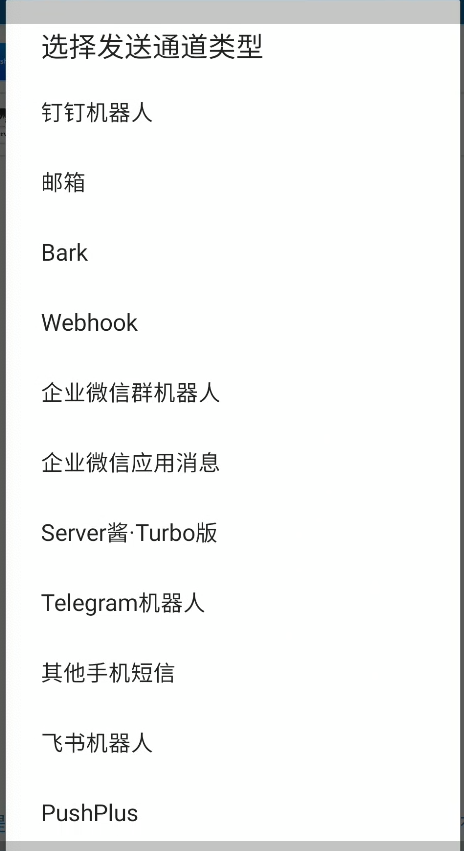 选择发送通道类型
钉钉机器人
邮箱
Bark
Webhook
企业微信群机器人
企业微信应用消息
Server酱·Turbo版
Telegram机器人
其他手机短信
飞书机器人
PushPlus